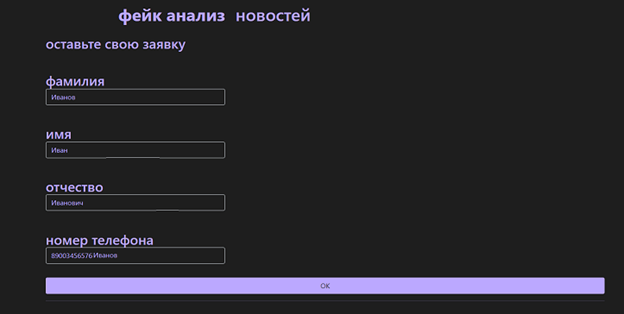 фейк анализ новостей
оставьте свою заявку
фамилия
Иванов
имя
Иван
отчество
Иванович
номер телефона
89003456576Иванов
OK